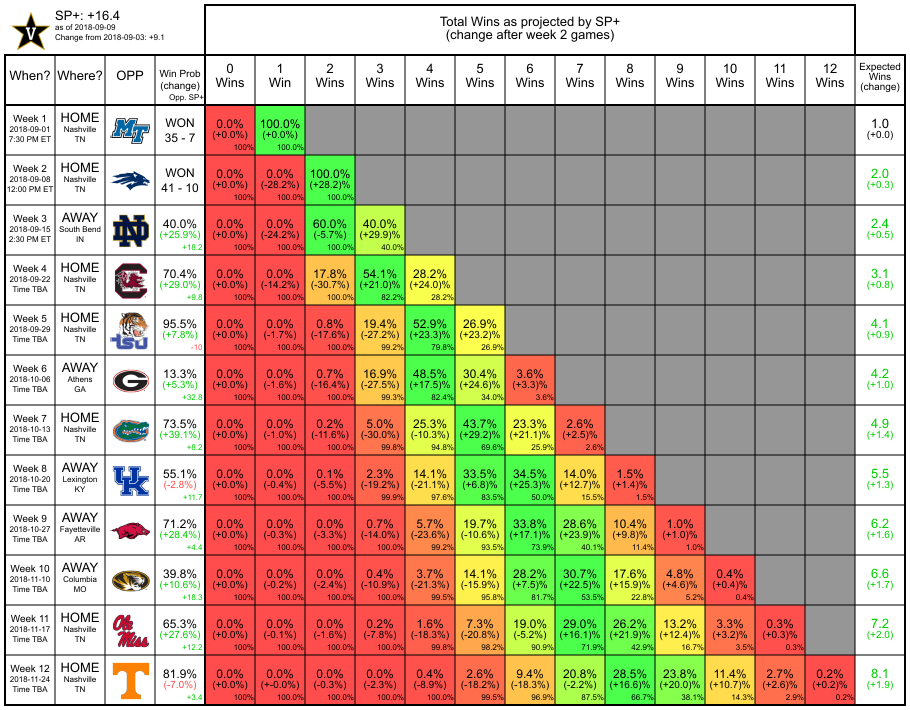 SP+: +16.4
as of 2018-09-09
Change from 2018-09-03: +9.1
V
Total Wins as projected by SP+
(change after week 2 games)
When? Where? OPP Win Prob (change) Opp. SP+ 0 Wins 1 Win 2 Wins 3 Wins 4 Wins 5 Wins 6 Wins 7 Wins 8 Wins 9 Wins 10 Wins 11 Wins 12 Wins Expected Wins (change)
Week 1 HOME MT WON 0.0% 100.0% 1.0
2018-09-01 Nashville 35 - 7 (+0.0%) (+0.0%) (+0.0)
7:30 PM ET TN 100% 100.0%
Week 2 HOME WON 0.0% 0.0% 100.0% 2.0
2018-09-08 Nashville 41 - 10 (+0.0%) (-28.2%) (+28.2)% (+0.3)
12:00 PM ET TN 100% 100.0% 100.0%
Week 3 AWAY ND 40.0% 0.0% 0.0% 60.0% 40.0% 2.4
2018-09-15 South Bend (+25.9%) (+0.0%) (-24.2%) (-5.7%) (+29.9)% (+0.5)
2:30 PM ET IN +18.2 100% 100.0% 100.0% 40.0%
Week 4 HOME 70.4% 0.0% 0.0% 17.8% 54.1% 28.2% 3.1
2018-09-22 Nashville (+29.0%) (+0.0%) (-14.2%) (-30.7%) (+21.0)% (+24.0)% (+0.8)
Time TBA TN +9.8 100% 100.0% 100.0% 82.2% 28.2%
Week 5 HOME tsu 95.5% 0.0% 0.0% 0.8% 19.4% 52.9% 26.9% 4.1
2018-09-29 Nashville (+7.8%) (+0.0%) (-1.7%) (-17.6%) (-27.2%) (+23.3)% (+23.2)% (+0.9)
Time TBA TN -10 100% 100.0% 100.0% 99.2% 79.8% 26.9%
Week 6 AWAY G 13.3% 0.0% 0.0% 0.7% 16.9% 48.5% 30.4% 3.6% 4.2
2018-10-06 Athens (+5.3%) (+0.0%) (-1.6%) (-16.4%) (-27.5%) (+17.5)% (+24.6)% (+3.3)% (+1.0)
Time TBA GA +32.8 100% 100.0% 100.0% 99.3% 82.4% 34.0% 3.6%
Week 7 HOME 73.5% 0.0% 0.0% 0.2% 5.0% 25.3% 43.7% 23.3% 2.6% 4.9
2018-10-13 Nashville (+39.1%) (+0.0%) (-1.0%) (-11.6%) (-30.0%) (-10.3%) (+29.2)% (+21.1)% (+2.5)% (+1.4)
Time TBA TN +8.2 100% 100.0% 100.0% 99.8% 94.8% 69.6% 25.9% 2.6%
Week 8 AWAY UK 55.1% 0.0% 0.0% 0.1% 2.3% 14.1% 33.5% 34.5% 14.0% 1.5% 5.5
2018-10-20 Lexington (-2.8%) (+0.0%) (-0.4%) (-5.5%) (-19.2%) (-21.1%) (+6.8)% (+25.3)% (+12.7)% (+1.4)% (+1.3)
Time TBA KY +11.7 100% 100.0% 100.0% 99.9% 97.6% 83.5% 50.0% 15.5% 1.5%
Week 9 AWAY 71.2% 0.0% 0.0% 0.0% 0.7% 5.7% 19.7% 33.8% 28.6% 10.4% 1.0% 6.2
2018-10-27 Fayetteville (+28.4%) (+0.0%) (-0.3%) (-3.3%) (-14.0%) (-23.6%) (-10.6%) (+17.1)% (+23.9)% (+9.8)% (+1.0)% (+1.6)
Time TBA AR +4.4 100% 100.0% 100.0% 100.0% 99.2% 93.5% 73.9% 40.1% 11.4% 1.0%
Week 10 AWAY 39.8% 0.0% 0.0% 0.0% 0.4% 3.7% 14.1% 28.2% 30.7% 17.6% 4.8% 0.4% 6.6
2018-11-10 Columbia (+10.6%) (+0.0%) (-0.2%) (-2.4%) (-10.9%) (-21.3%) (-15.9%) (+7.5)% (+22.5)% (+15.9)% (+4.6)% (+0.4)% (+1.7)
Time TBA MO +18.3 100% 100.0% 100.0% 100.0% 99.5% 95.8% 81.7% 53.5% 22.8% 5.2% 0.4%
Week 11 HOME Ole Miss 65.3% 0.0% 0.0% 0.0% 0.2% 1.6% 7.3% 19.0% 29.0% 26.2% 13.2% 3.3% 0.3% 7.2
2018-11-17 Nashville (+27.6%) (+0.0%) (-0.1%) (-1.6%) (-7.8%) (-18.3%) (-20.8%) (-5.2%) (+16.1)% (+21.9)% (+12.4)% (+3.2)% (+0.3)% (+2.0)
Time TBA TN +12.2 100% 100.0% 100.0% 100.0% 99.8% 98.2% 90.9% 71.9% 42.9% 16.7% 3.5% 0.3%
Week 12 HOME T 81.9% 0.0% 0.0% 0.0% 0.0% 0.4% 2.6% 9.4% 20.8% 28.5% 23.8% 11.4% 2.7% 0.2% 8.1
2018-11-24 Nashville (-7.0%) (+0.0%) (+-0.0%) (-0.3%) (-2.3%) (-8.9%) (-18.2%) (-18.3%) (-2.2%) (+16.6)% (+20.0)% (+10.7)% (+2.6)% (+0.2)% (+1.9)
Time TBA TN +3.4 100% 100.0% 100.0% 100.0% 100.0% 99.5% 96.9% 87.5% 66.7% 38.1% 14.3% 2.9% 0.2%